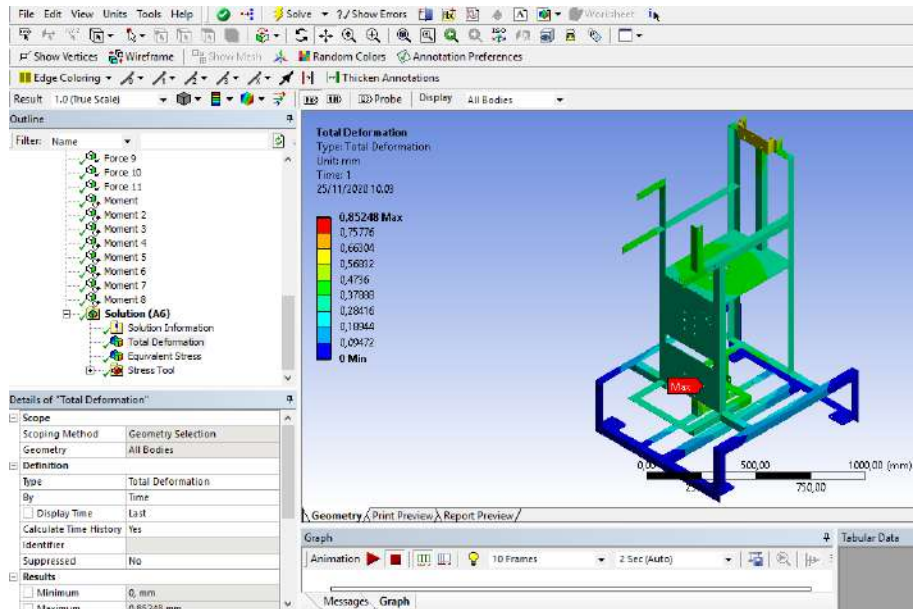 File Edit View Units Tools Help Solve ?/Show Errors Worksheet
Show Vertices Wireframe Show Mesh Random Colors Annotation Preferences
Edge Coloring Thicken Annotations
Result 1.0 (True Scale) Probe Display All Bodies
Outline
Filter: Name
Force 9
Force 10
Force 11
Moment
Moment 2
Moment 3
Moment 4
Moment 5
Moment 6
Moment 7
Moment 8
Solution (A6)
Solution Information
Total Deformation
Equivalent Stress
Stress Tool
Details of "Total Deformation"
Scope
Scoping Method Geometry Selection
Geometry All Bodies
Definition
Type Total Deformation
By Time
Display Time Last
Calculate Time History Yes
Identifier
Suppressed No
Results
Minimum 0, mm
Maximum 0,85248 mm
Total Deformation
Type: Total Deformation
Unit: mm
Time: 1
25/11/2020 10.09
0,85248 Max
0,75776
0,66304
0,56832
0,4736
0,37888
0,28416
0,18944
0,09472
0 Min
Max
0,00 500,00 1000,00 (mm)
750,00
Geometry Print Preview Report Preview
Graph
Animation 10 Frames 2 Sec (Auto)
Messages Graph
Tabular Data